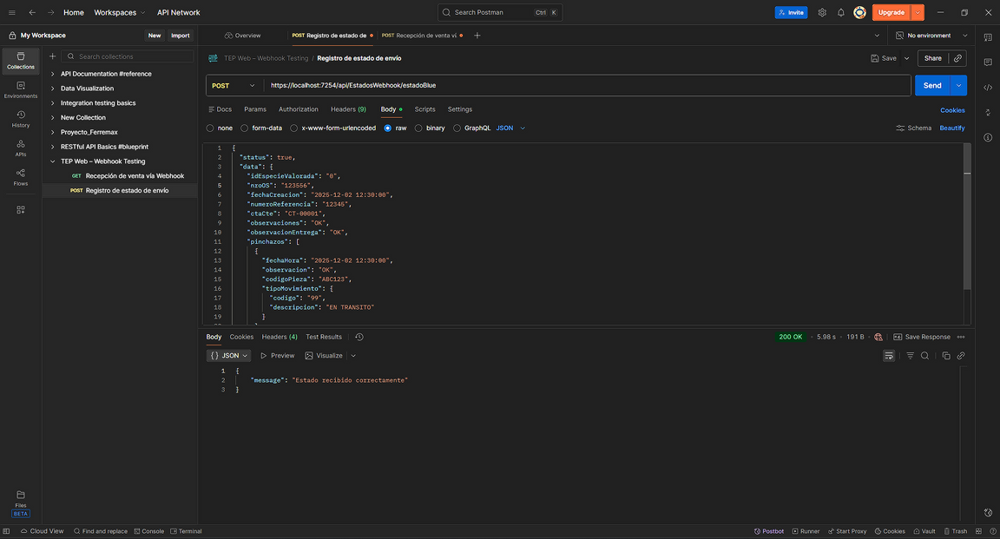 Home
Workspaces
API Network
Search Postman
Ctrl K
Invite
Upgrade
My Workspace
New
Import
Overview
POST Registro de estado de
POST Recepción de venta ví
No environment
Collections
Environments
History
APIs
Flows
Files
BETA
Search collections
API Documentation #reference
Data Visualization
Integration testing basics
New Collection
Proyecto_Ferremax
RESTful API Basics #blueprint
TEP Web – Webhook Testing
GET Recepción de venta vía Webhook
POST Registro de estado de envío
HTTP TEP Web – Webhook Testing / Registro de estado de envío
Save
Share
POST
https://localhost:7254/api/EstadosWebhook/estadoBlue
Send
Docs Params Authorization Headers (9) Body Scripts Settings
Cookies
none form-data x-www-form-urlencoded raw binary GraphQL JSON
Schema Beautify
1 {
2 "status": true,
3 "data": {
4 "idEspecieValorada": "0",
5 "nroOS": "123556",
6 "fechaCreacion": "2025-12-02 12:30:00",
7 "numeroReferencia": "12345",
8 "ctaCte": "CT-00001",
9 "observaciones": "OK",
10 "observacionEntrega": "OK",
11 "pinchazos": [
12 {
13 "fechaHora": "2025-12-02 12:30:00",
14 "observacion": "OK",
15 "codigoPieza": "ABC123",
16 "tipoMovimiento": {
17 "codigo": "99",
18 "descripcion": "EN TRANSITO"
19 }
Body Cookies Headers (4) Test Results
200 OK • 5.98 s • 191 B
Save Response
{} JSON
Preview
Visualize
1 {
2 "message": "Estado recibido correctamente"
3 }
Cloud View
Find and replace
Console
Terminal
Postbot
Runner
Start Proxy
Cookies
Vault
Trash